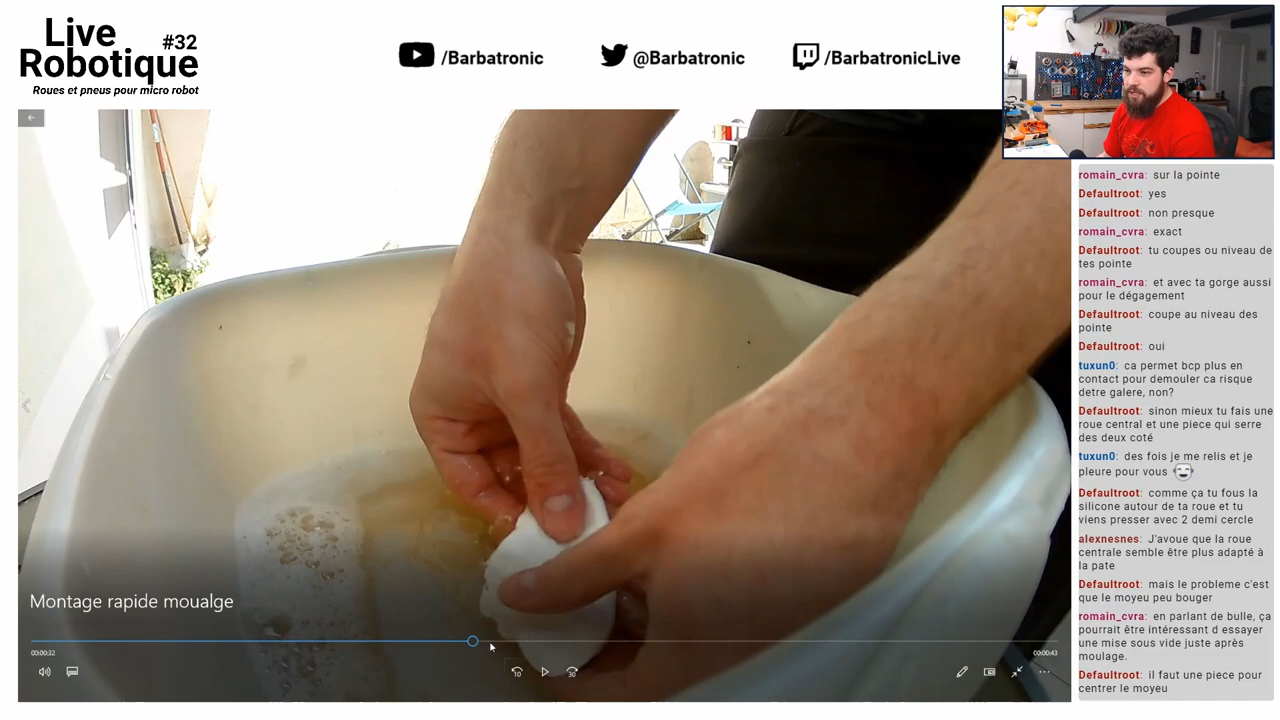 Live
Robotique
#32
Roues et pneus pour micro robot
/Barbatronic
@Barbatronic
/BarbatronicLive
romain_cvra: sur la pointe
Defaultroot: yes
Defaultroot: non presque
romain_cvra: exact
Defaultroot: tu coupes ou niveau de
tes pointe
romain_cvra: et avec ta gorge aussi
pour le dégagement
Defaultroot: coupe au niveau des
pointe
Defaultroot: oui
tuxun0: ca permet bcp plus en
contact pour demouler ca risque
detre galere, non?
Defaultroot: sinon mieux tu fais une
roue central et une piece qui serre
des deux coté
tuxun0: des fois je me relis et je
pleure pour vous
Defaultroot: comme ça tu fous la
silicone autour de ta roue et tu
viens presser avec 2 demi cercle
alexnesnes: J'avoue que la roue
centrale semble être plus adapté à
la pate
Defaultroot: mais le probleme c'est
que le moyeu peu bouger
romain_cvra: en parlant de bulle, ça
pourrait être intéressant d essayer
une mise sous vide juste après
moulage.
Defaultroot: il faut une piece pour
centrer le moyeu
Montage rapide moualge
00:00:32
00:00:43
10
30